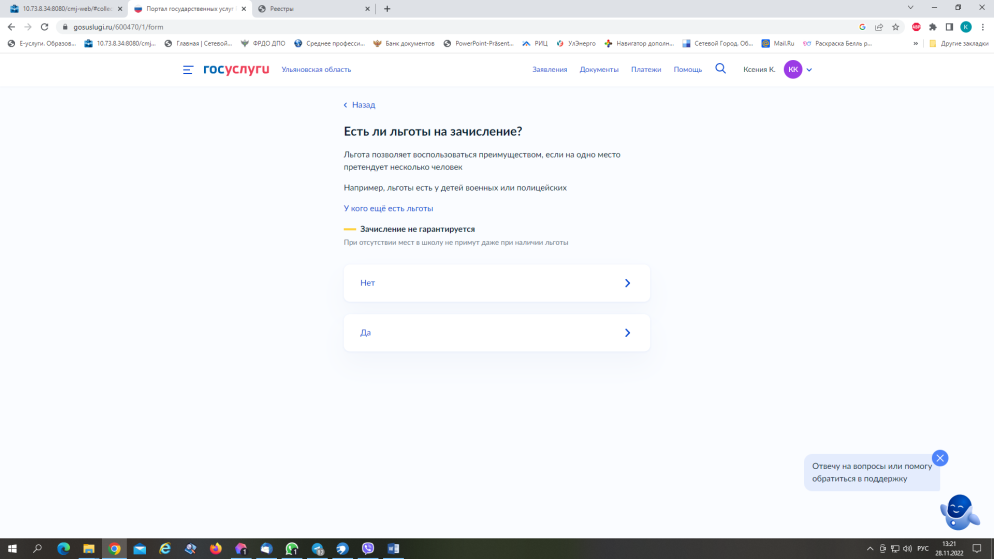 10.73.8.34:8080/cmj-web/#colliv
Портал государственных услуг
Реестры
gosuslugi.ru/600470/1/form
Е-услуги. Образов...
10.73.8.34:8080/cmj...
Главная | Сетевой...
ФРДО ДПО
Среднее професси...
Банк документов
PowerPoint-Präsent...
РИЦ
УлЭнерго
Навигатор дополн...
Сетевой Город. Об...
Mail.Ru
Раскраска Белль р...
»
Другие закладки
госуслуги
Ульяновская область
Заявления
Документы
Платежи
Помощь
Ксения К.
КК
Назад
Есть ли льготы на зачисление?
Льгота позволяет воспользоваться преимуществом, если на одно место
претендует несколько человек
Например, льготы есть у детей военных или полицейских
У кого ещё есть льготы
Зачисление не гарантируется
При отсутствии мест в школу не примут даже при наличии льготы
Нет
Да
Отвечу на вопросы или помогу
обратиться в поддержку
РУС
13:21
28.11.2022